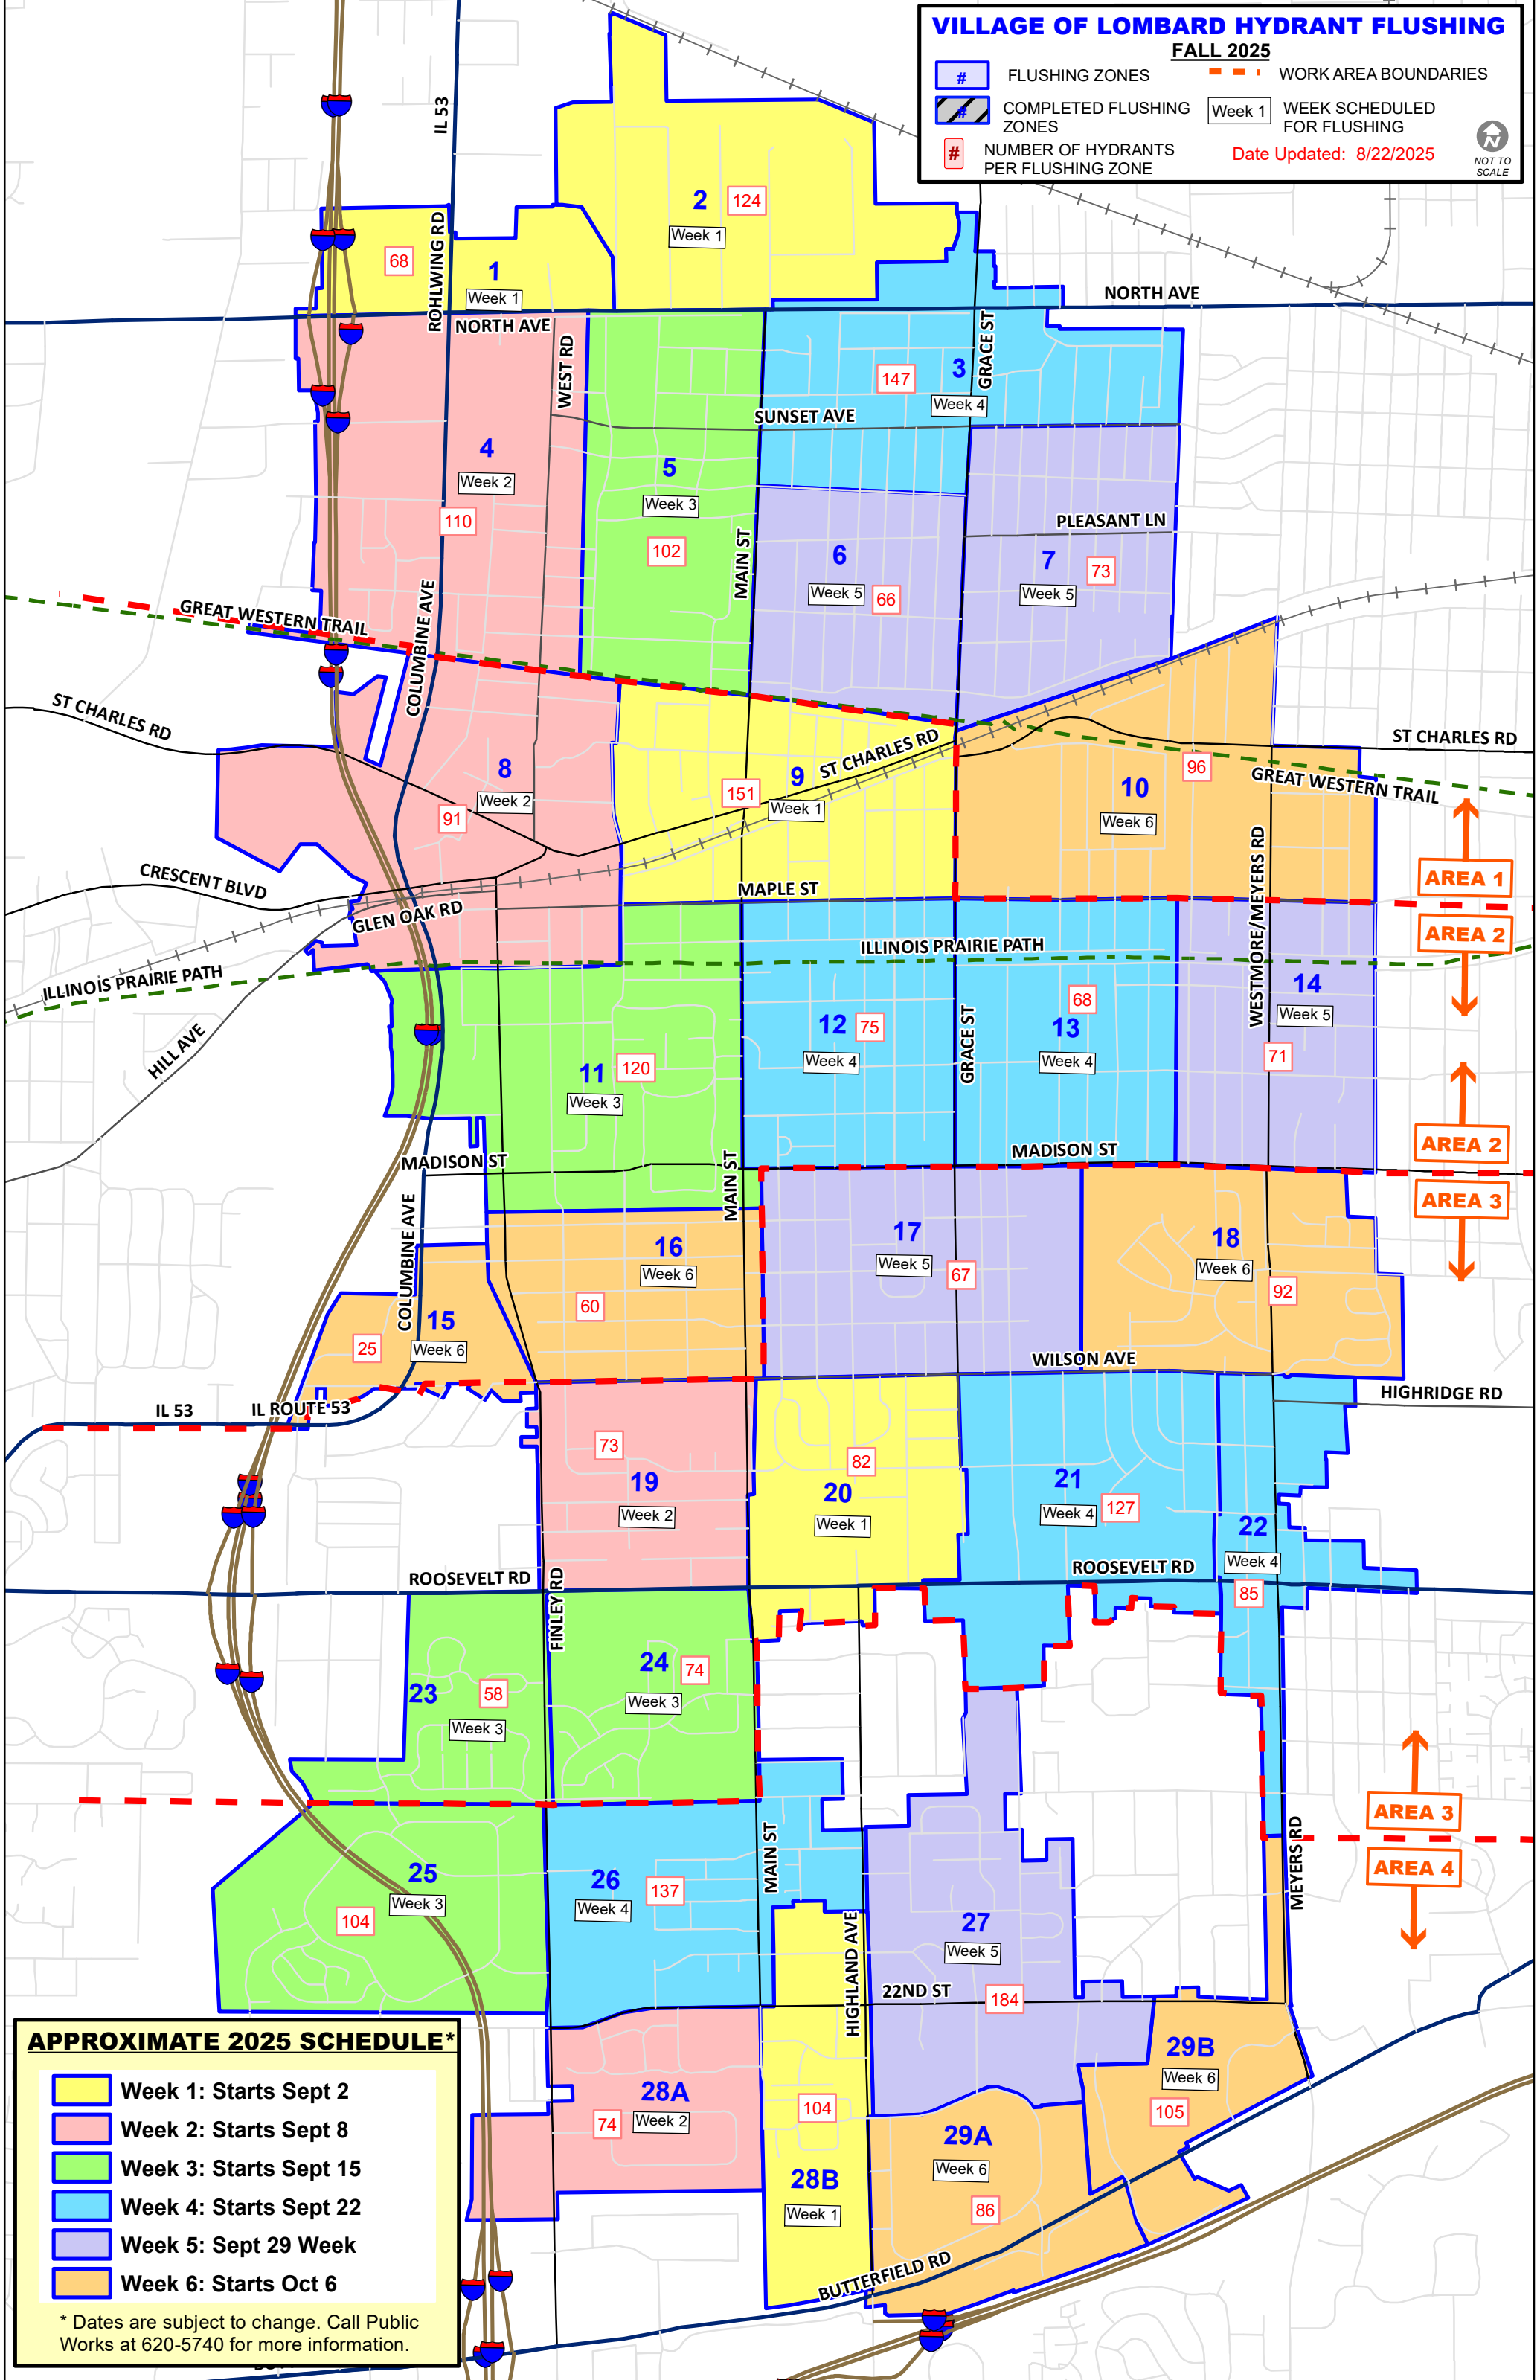 VILLAGE OF LOMBARD HYDRANT FLUSHING
FALL 2025
#
FLUSHING ZONES
WORK AREA BOUNDARIES
#
COMPLETED FLUSHING
ZONES
Week 1
WEEK SCHEDULED
FOR FLUSHING
#
NUMBER OF HYDRANTS
PER FLUSHING ZONE
Date Updated: 8/22/2025
N
NOT TO
SCALE
IL 53
2
124
Week 1
ROHLWING RD
68
1
Week 1
NORTH AVE
NORTH AVE
WEST RD
GRACE ST
3
147
Week 4
SUNSET AVE
4
Week 2
110
5
Week 3
102
MAIN ST
6
Week 5
66
PLEASANT LN
7
73
Week 5
GREAT WESTERN TRAIL
COLUMBINE AVE
ST CHARLES RD
8
Week 2
91
9
151
Week 1
ST CHARLES RD
10
96
Week 6
ST CHARLES RD
GREAT WESTERN TRAIL
WESTMORE/MEYERS RD
AREA 1
AREA 2
CRESCENT BLVD
GLEN OAK RD
MAPLE ST
ILLINOIS PRAIRIE PATH
ILLINOIS PRAIRIE PATH
HILL AVE
11
120
Week 3
12
75
Week 4
GRACE ST
68
13
Week 4
14
Week 5
71
AREA 2
AREA 3
MADISON ST
MADISON ST
MAIN ST
COLUMBINE AVE
16
Week 6
60
15
25
Week 6
17
Week 5
67
18
Week 6
92
WILSON AVE
HIGHRIDGE RD
IL 53
IL ROUTE 53
73
19
Week 2
82
20
Week 1
21
Week 4
127
22
Week 4
85
ROOSEVELT RD
ROOSEVELT RD
FINLEY RD
23
58
Week 3
24
74
Week 3
AREA 3
AREA 4
MAIN ST
MEYERS RD
25
Week 3
104
26
137
Week 4
HIGHLAND AVE
27
Week 5
22ND ST
184
28A
74
Week 2
104
28B
Week 1
29A
Week 6
86
29B
Week 6
105
BUTTERFIELD RD
APPROXIMATE 2025 SCHEDULE*
Week 1: Starts Sept 2
Week 2: Starts Sept 8
Week 3: Starts Sept 15
Week 4: Starts Sept 22
Week 5: Sept 29 Week
Week 6: Starts Oct 6
* Dates are subject to change. Call Public
Works at 620-5740 for more information.